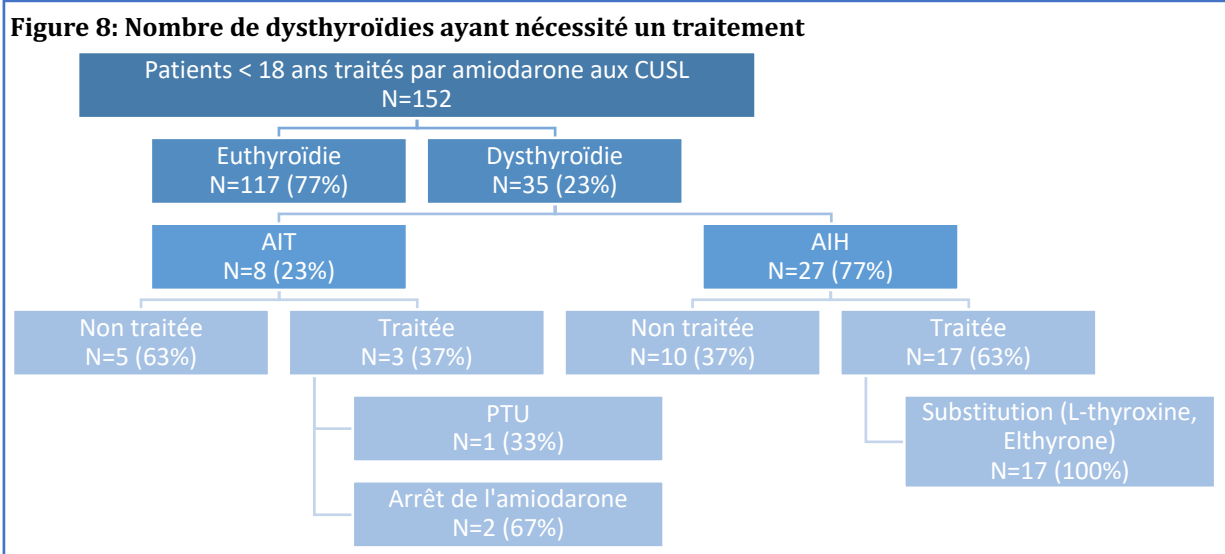 Figure 8: Nombre de dysthyroïdies ayant nécessité un traitement
Patients < 18 ans traités par amiodarone aux CUSL
N=152
Euthyroïdie
N=117 (77%)
Dysthyroïdie
N=35 (23%)
AIT
N=8 (23%)
AIH
N=27 (77%)
Non traitée
N=5 (63%)
Traitée
N=3 (37%)
Non traitée
N=10 (37%)
Traitée
N=17 (63%)
PTU
N=1 (33%)
Arrêt de l'amiodarone
N=2 (67%)
Substitution (L-thyroxine,
Elthyrone)
N=17 (100%)